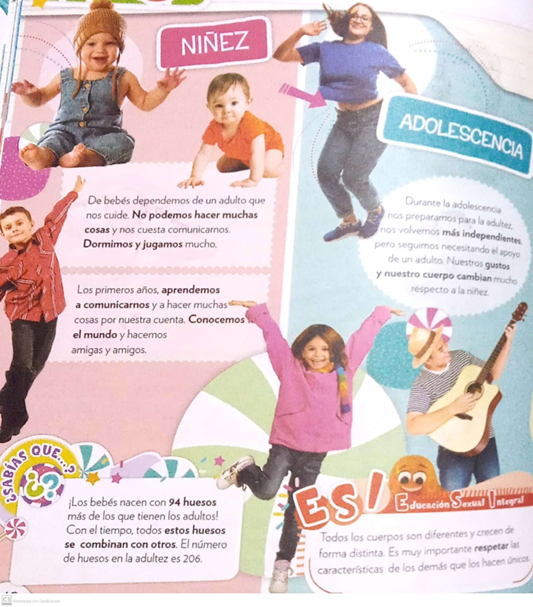 NIÑEZ
ADOLESCENCIA
De bebés dependemos de un adulto que
nos cuide. No podemos hacer muchas
cosas y nos cuesta comunicarnos.
Dormimos y jugamos mucho.
Durante la adolescencia
nos preparamos para la adultez,
nos volvemos más independientes,
pero seguimos necesitando el apoyo
de un adulto. Nuestros gustos
y nuestro cuerpo cambian mucho
respecto a la niñez.
Los primeros años, aprendemos
a comunicarnos y a hacer muchas
cosas por nuestra cuenta. Conocemos
el mundo y hacemos
amigas y amigos.
¿SABÍAS QUE...?
¡Los bebés nacen con 94 huesos
más de los que tienen los adultos!
Con el tiempo, todos estos huesos
se combinan con otros. El número
de huesos en la adultez es 206.
ESI Educación Sexual Integral
Todos los cuerpos son diferentes y crecen de
forma distinta. Es muy importante respetar las
características de los demás que los hacen únicos